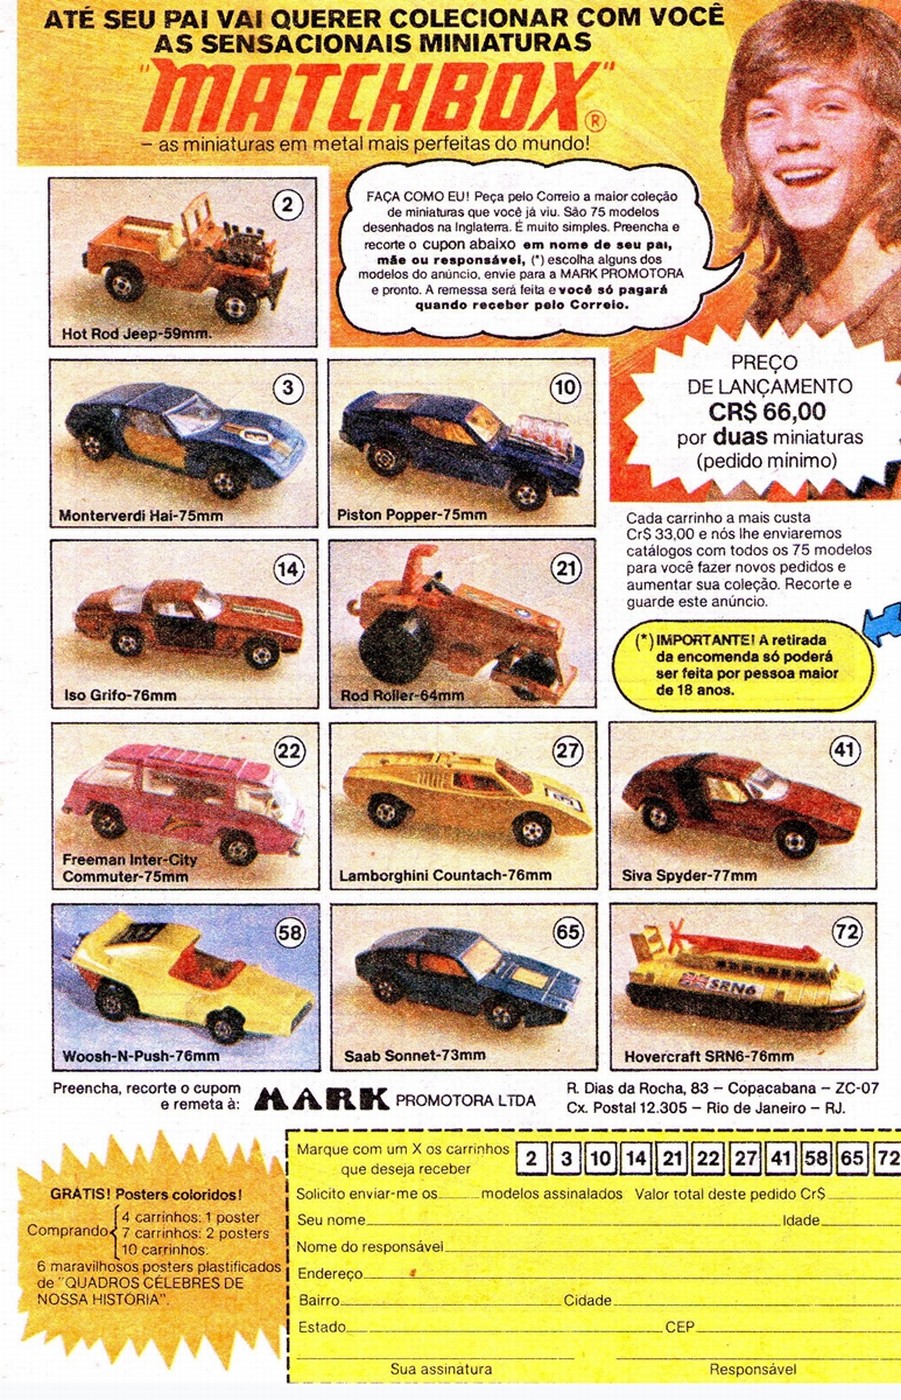 ATÉ SEU PAI VAI QUERER COLECIONAR COM VOCÊ
AS SENSACIONAIS MINIATURAS
"MATCHBOX"®
– as miniaturas em metal mais perfeitas do mundo!
FAÇA COMO EU! Peça pelo Correio a maior coleção
de miniaturas que você já viu. São 75 modelos
desenhados na Inglaterra. É muito simples. Preencha e
recorte o cupom abaixo em nome de seu pai,
mãe ou responsável, (*) escolha alguns dos
modelos do anúncio, envie para a MARK PROMOTORA
e pronto. A remessa será feita e você só pagará
quando receber pelo Correio.
2
Hot Rod Jeep-59mm.
PREÇO
DE LANÇAMENTO
CR$ 66,00
por duas miniaturas
(pedido mínimo)
3
Monterverdi Hai-75mm
10
Piston Popper-75mm
Cada carrinho a mais custa
Cr$ 33,00 e nós lhe enviaremos
catálogos com todos os 75 modelos
para você fazer novos pedidos e
aumentar sua coleção. Recorte e
guarde este anúncio.
14
Iso Grifo-76mm
21
Rod Roller-64mm
(*) IMPORTANTE! A retirada
da encomenda só poderá
ser feita por pessoa maior
de 18 anos.
22
Freeman Inter-City
Commuter-75mm
27
Lamborghini Countach-76mm
41
Siva Spyder-77mm
58
Woosh-N-Push-76mm
65
Saab Sonnet-73mm
72
SRN6
Hovercraft SRN6-76mm
Preencha, recorte o cupom
e remeta à: MARK PROMOTORA LTDA
R. Dias da Rocha, 83 – Copacabana – ZC-07
Cx. Postal 12.305 – Rio de Janeiro – RJ.
GRÁTIS! Posters coloridos!
Comprando
4 carrinhos: 1 poster
7 carrinhos: 2 posters
10 carrinhos:
6 maravilhosos posters plastificados
de "QUADROS CÉLEBRES DE
NOSSA HISTÓRIA".
Marque com um X os carrinhos
que deseja receber
2 3 10 14 21 22 27 41 58 65 72
Solicito enviar-me os modelos assinalados Valor total deste pedido Cr$
Seu nome Idade
Nome do responsável
Endereço
Bairro Cidade
Estado CEP
Sua assinatura Responsável